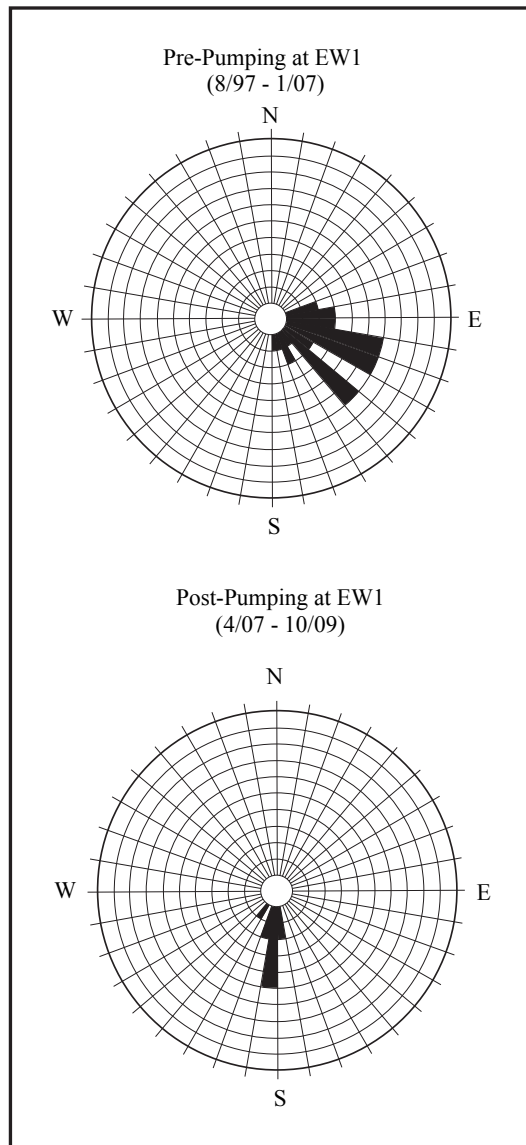 Pre-Pumping at EW1
(8/97 - 1/07)
N
W
E
S
Post-Pumping at EW1
(4/07 - 10/09)
N
W
E
S